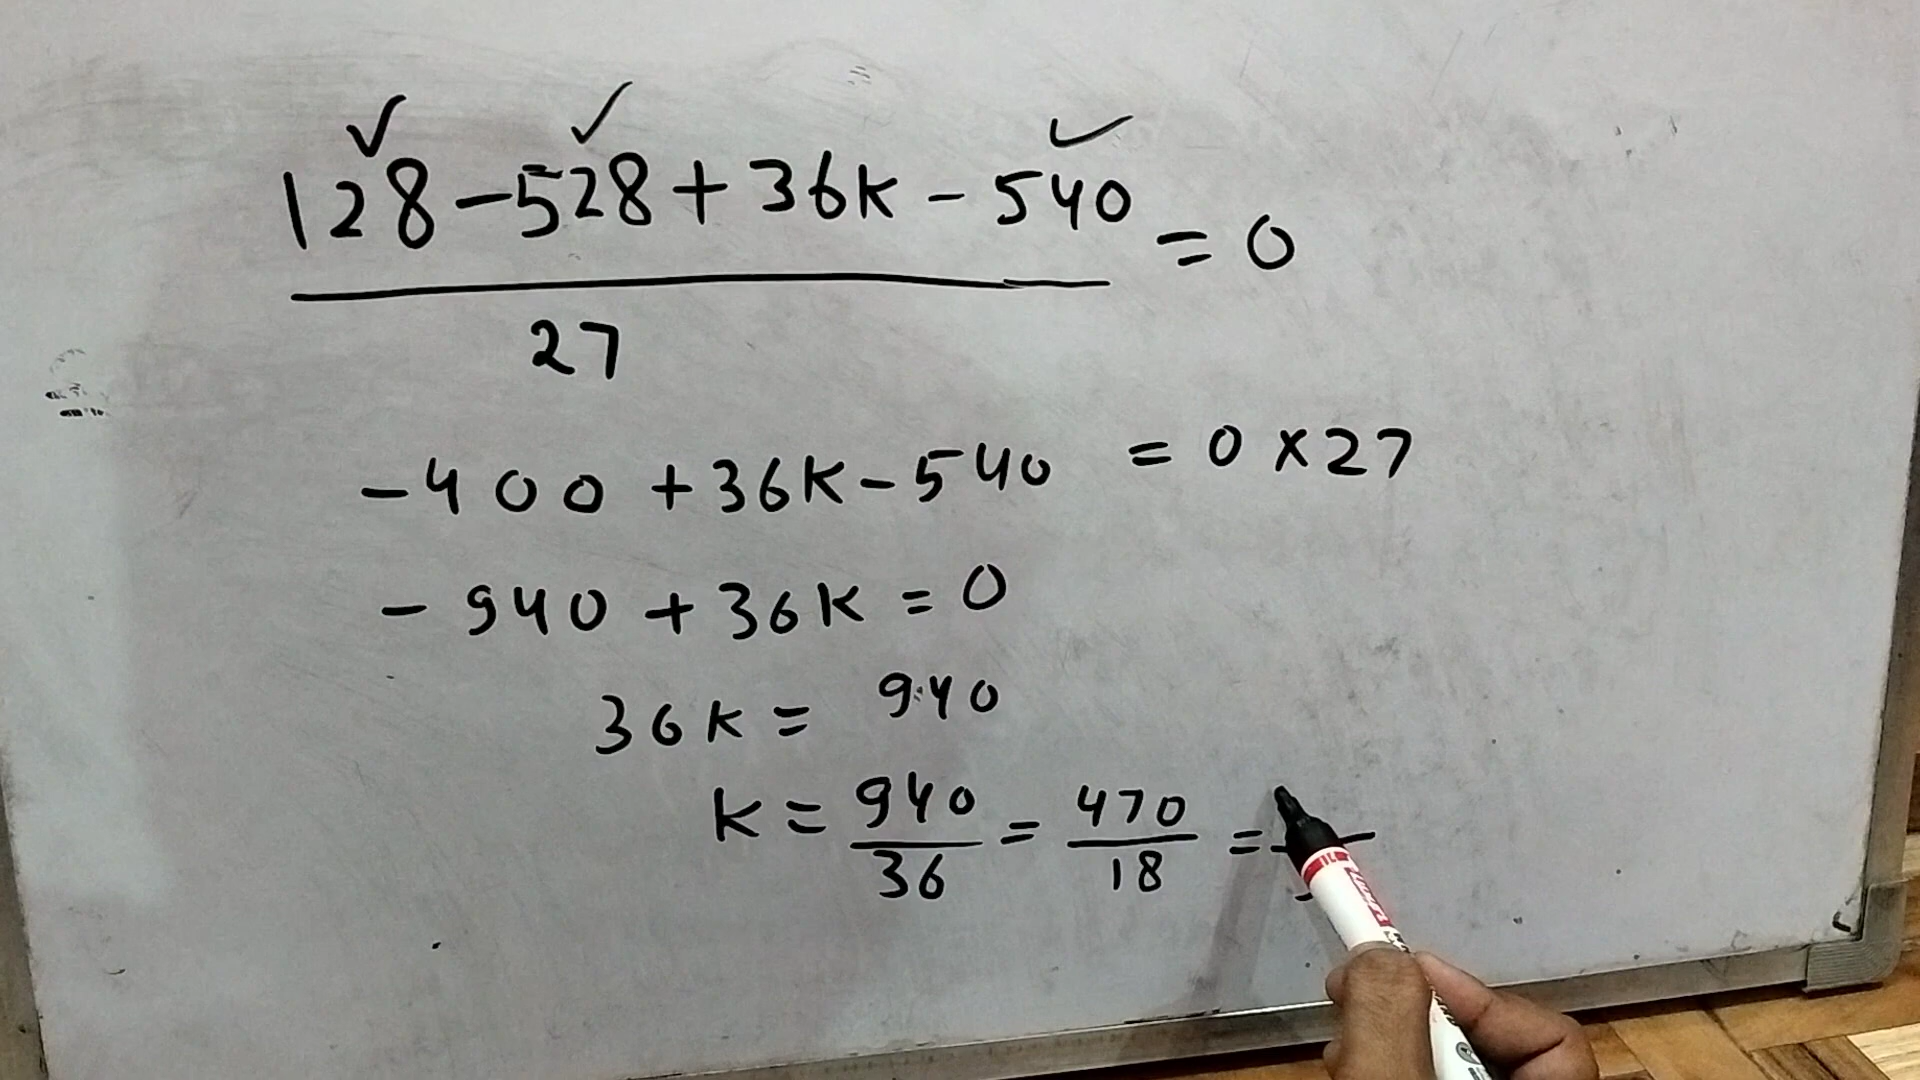 128 - 528 + 36k - 540 = 0
27
- 400 + 36k - 540 = 0 x 27
- 940 + 36k = 0
36k = 940
k = 940/36 = 470/18 =